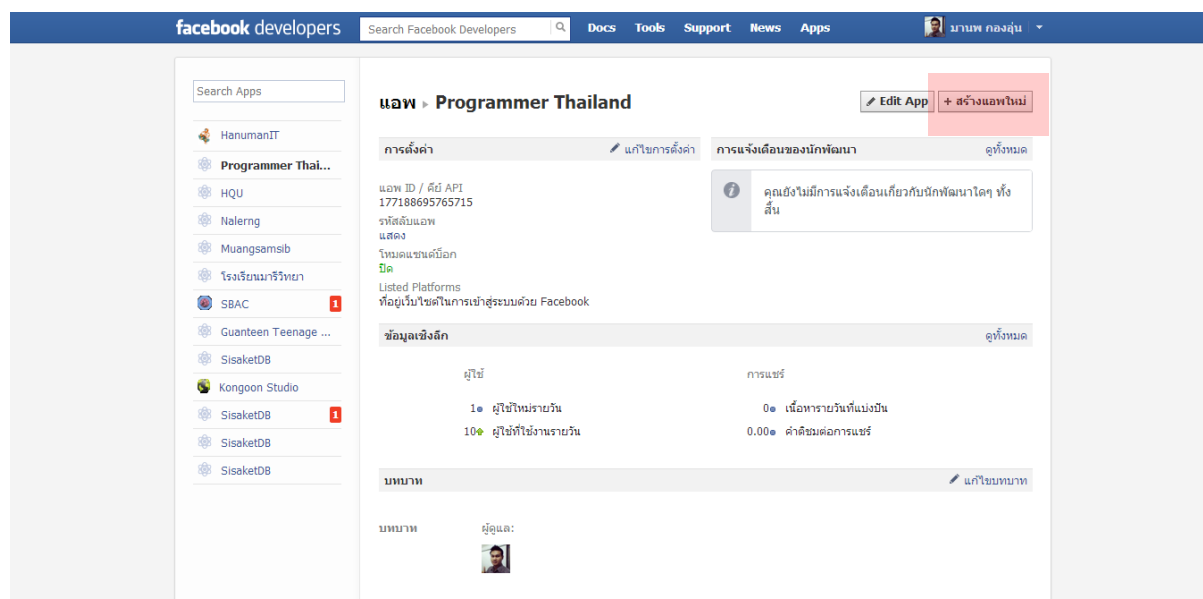 facebook developers
Search Facebook Developers
Docs Tools Support News Apps
มานพ กองอุ่น
Search Apps
HanumanIT
Programmer Thai...
HQU
Nalerng
Muangsamsib
โรงเรียนมารีวิทยา
SBAC 1
Guanteen Teenage ...
SisaketDB
Kongoon Studio
SisaketDB 1
SisaketDB
SisaketDB
แอพ ▸ Programmer Thailand
Edit App
+ สร้างแอพใหม่
การตั้งค่า แก้ไขการตั้งค่า
แอพ ID / คีย์ API
177188695765715
รหัสลับแอพ
แสดง
โหมดแซนด์บ็อก
ปิด
Listed Platforms
ที่อยู่เว็บไซต์ในการเข้าสู่ระบบด้วย Facebook
การแจ้งเตือนของนักพัฒนา ดูทั้งหมด
คุณยังไม่มีการแจ้งเตือนเกี่ยวกับนักพัฒนาใดๆ ทั้ง
สิ้น
ข้อมูลเชิงลึก ดูทั้งหมด
ผู้ใช้
1 ผู้ใช้ใหม่รายวัน
10 ผู้ใช้ที่ใช้งานรายวัน
การแชร์
0 เนื้อหารายวันที่แบ่งปัน
0.00 คำติชมต่อการแชร์
บทบาท แก้ไขบทบาท
บทบาท ผู้ดูแล: